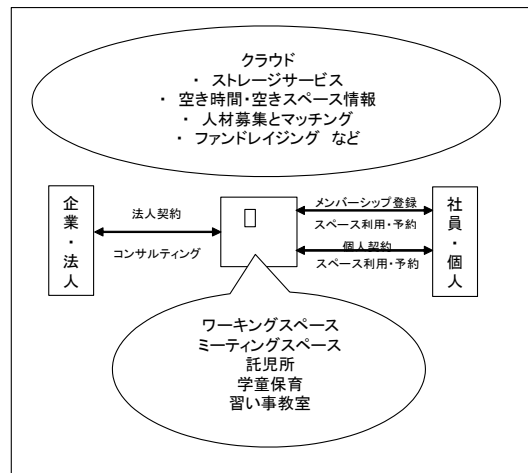 クラウド
・ ストレージサービス
・ 空き時間・空きスペース情報
・ 人材募集とマッチング
・ ファンドレイジング など
企業・法人
法人契約
コンサルティング
メンバーシップ登録
スペース利用・予約
個人契約
スペース利用・予約
社員・個人
ワーキングスペース
ミーティングスペース
託児所
学童保育
習い事教室